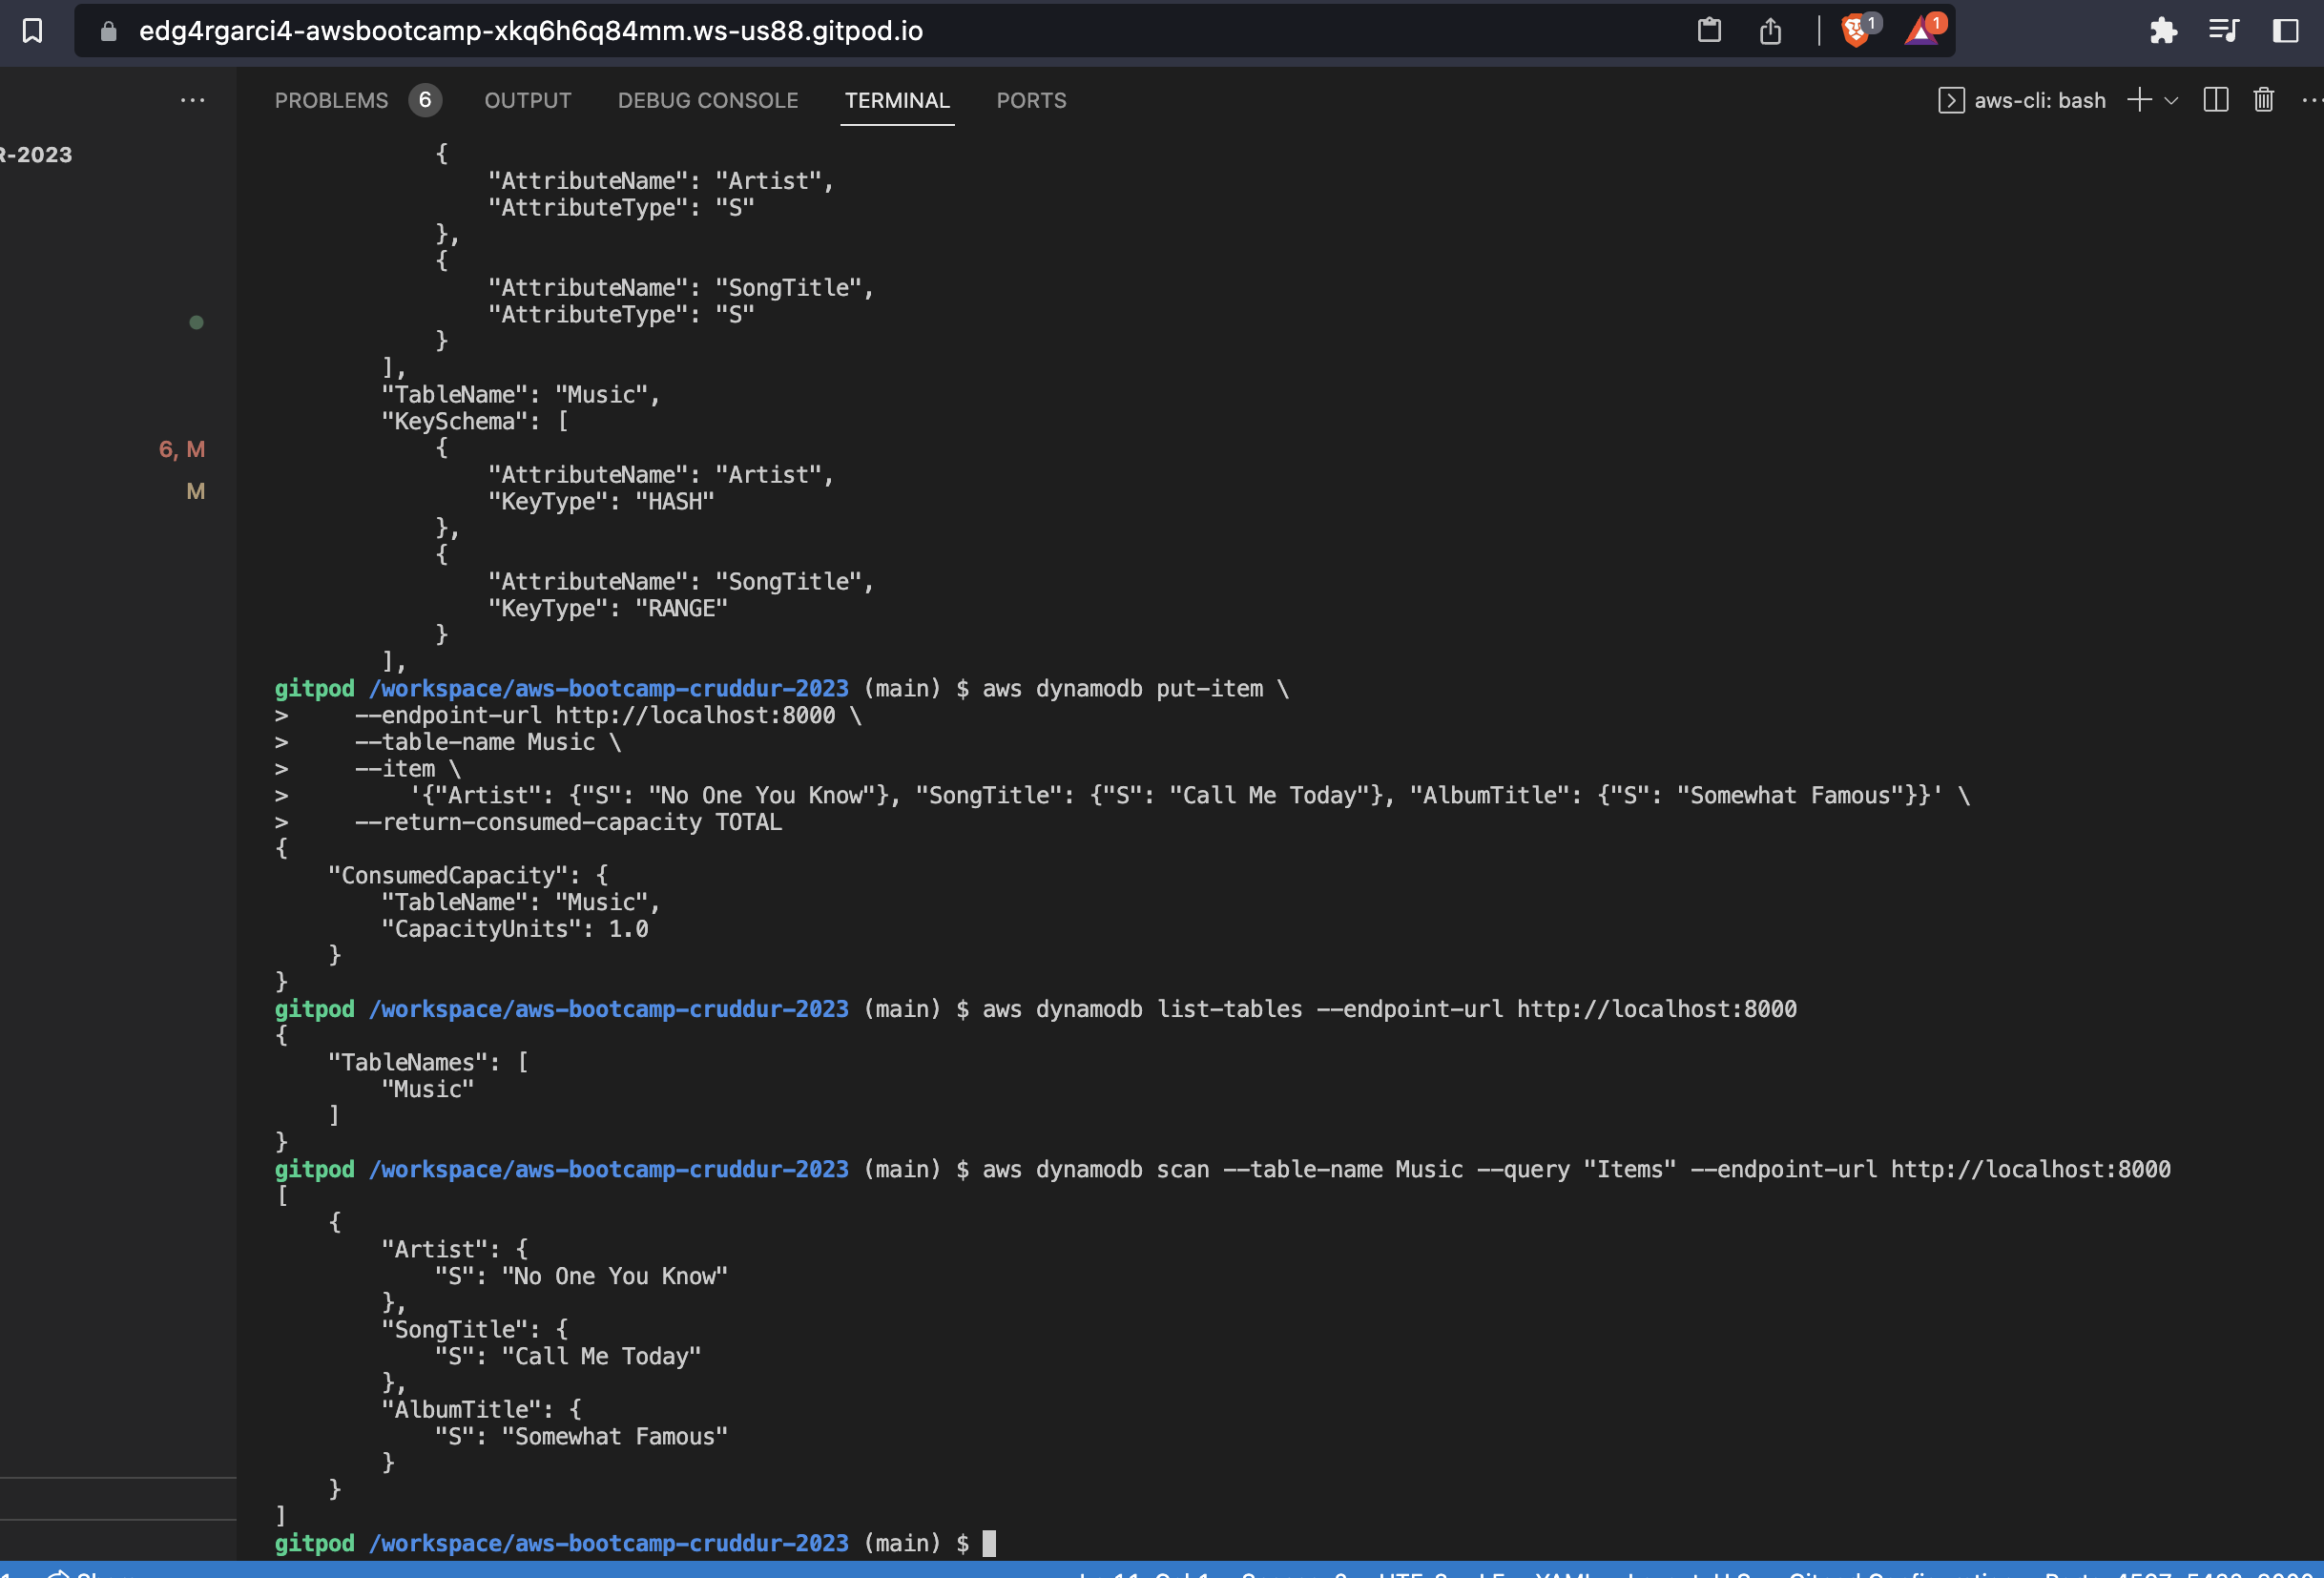 edg4rgarci4-awsbootcamp-xkq6h6q84mm.ws-us88.gitpod.io 1 1
PROBLEMS 6 OUTPUT DEBUG CONSOLE TERMINAL PORTS aws-cli: bash
R-2023
6, M
M
{
"AttributeName": "Artist",
"AttributeType": "S"
},
{
"AttributeName": "SongTitle",
"AttributeType": "S"
}
],
"TableName": "Music",
"KeySchema": [
{
"AttributeName": "Artist",
"KeyType": "HASH"
},
{
"AttributeName": "SongTitle",
"KeyType": "RANGE"
}
],
gitpod /workspace/aws-bootcamp-cruddur-2023 (main) $ aws dynamodb put-item \
> --endpoint-url http://localhost:8000 \
> --table-name Music \
> --item \
> '{"Artist": {"S": "No One You Know"}, "SongTitle": {"S": "Call Me Today"}, "AlbumTitle": {"S": "Somewhat Famous"}}' \
> --return-consumed-capacity TOTAL
{
"ConsumedCapacity": {
"TableName": "Music",
"CapacityUnits": 1.0
}
}
gitpod /workspace/aws-bootcamp-cruddur-2023 (main) $ aws dynamodb list-tables --endpoint-url http://localhost:8000
{
"TableNames": [
"Music"
]
}
gitpod /workspace/aws-bootcamp-cruddur-2023 (main) $ aws dynamodb scan --table-name Music --query "Items" --endpoint-url http://localhost:8000
[
{
"Artist": {
"S": "No One You Know"
},
"SongTitle": {
"S": "Call Me Today"
},
"AlbumTitle": {
"S": "Somewhat Famous"
}
}
]
gitpod /workspace/aws-bootcamp-cruddur-2023 (main) $